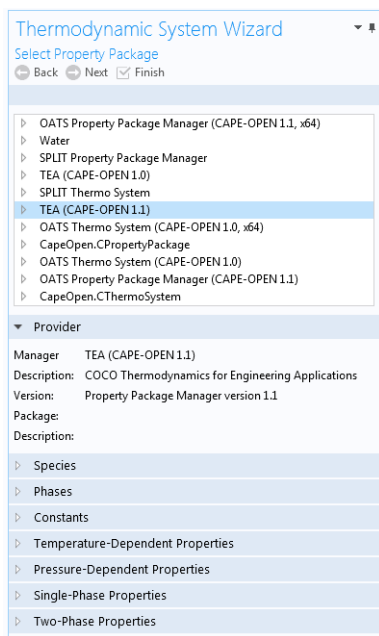 Thermodynamic System Wizard
Select Property Package
Back Next Finish
OATS Property Package Manager (CAPE-OPEN 1.1, x64)
Water
SPLIT Property Package Manager
TEA (CAPE-OPEN 1.0)
SPLIT Thermo System
TEA (CAPE-OPEN 1.1)
OATS Thermo System (CAPE-OPEN 1.0, x64)
CapeOpen.CPropertyPackage
OATS Thermo System (CAPE-OPEN 1.0)
OATS Property Package Manager (CAPE-OPEN 1.1)
CapeOpen.CThermoSystem
Provider
Manager TEA (CAPE-OPEN 1.1)
Description: COCO Thermodynamics for Engineering Applications
Version: Property Package Manager version 1.1
Package:
Description:
Species
Phases
Constants
Temperature-Dependent Properties
Pressure-Dependent Properties
Single-Phase Properties
Two-Phase Properties